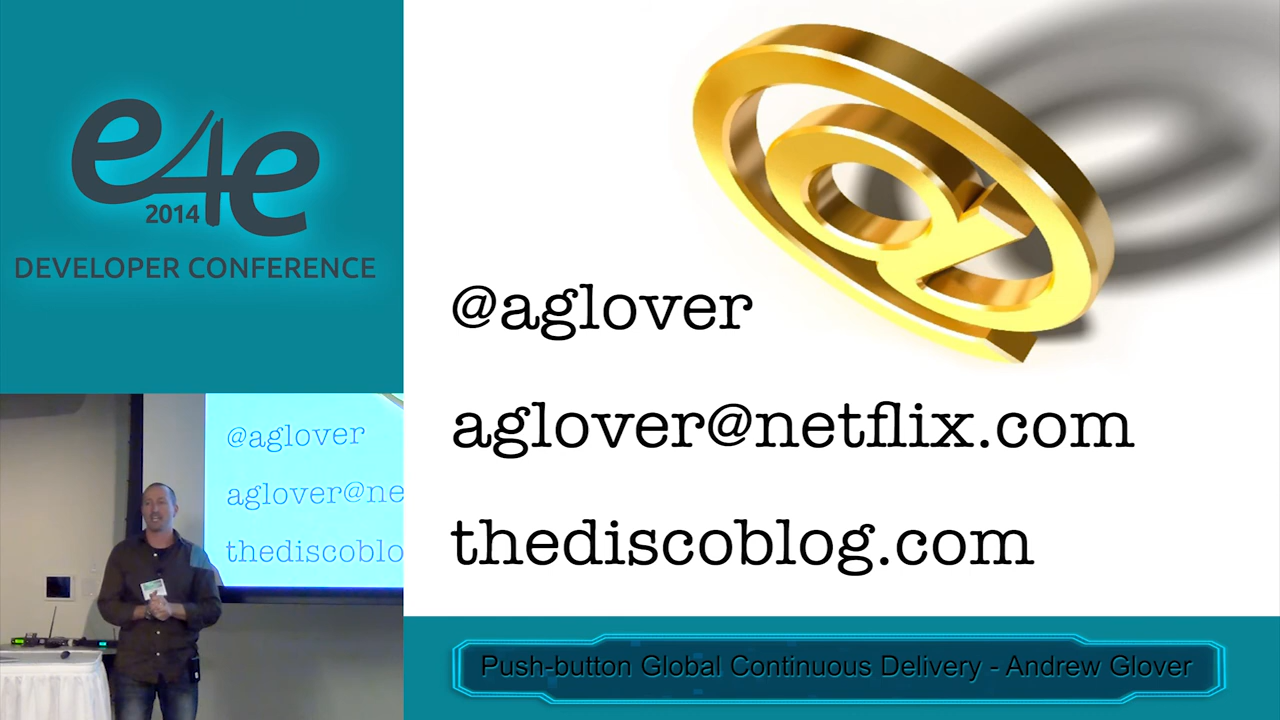 e4e
2014
DEVELOPER CONFERENCE
@aglover
aglover@netflix.com
thediscoblog.com
@aglover
aglover@ne
thediscoblo
Push-button Global Continuous Delivery - Andrew Glover